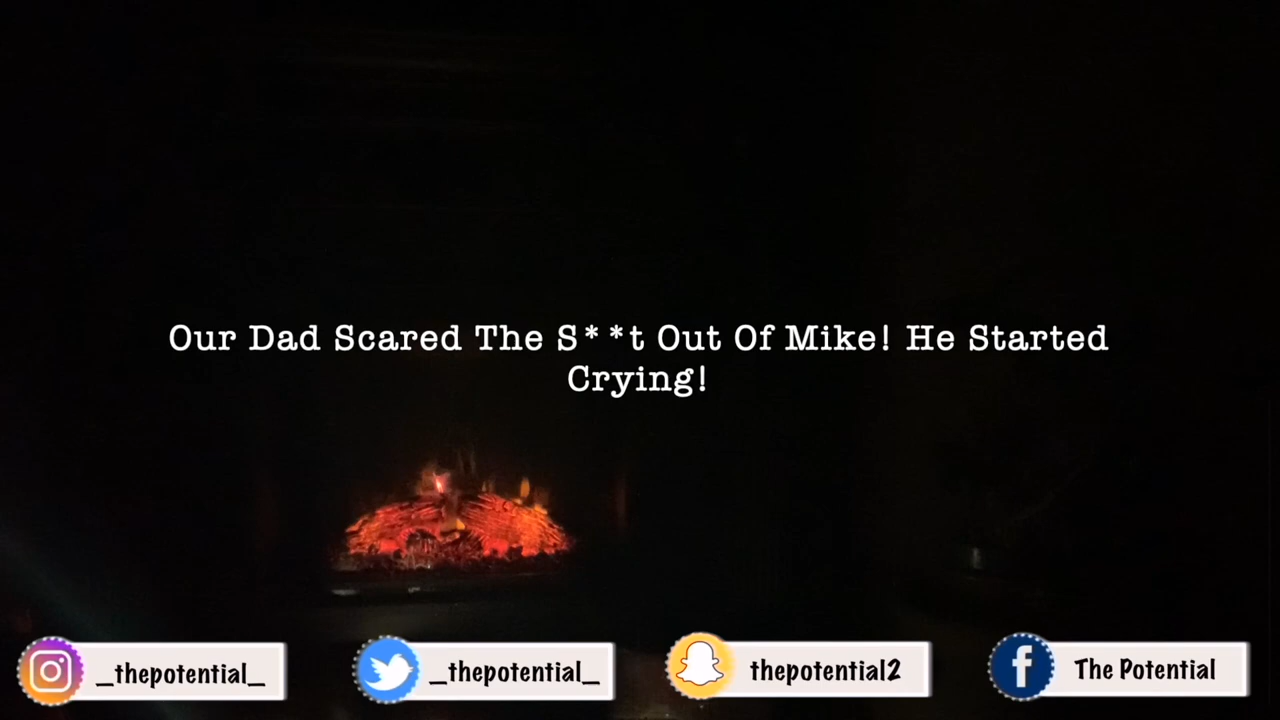 Our Dad Scared The S**t Out Of Mike! He Started
Crying!
_thepotential_
_thepotential_
thepotential2
The Potential